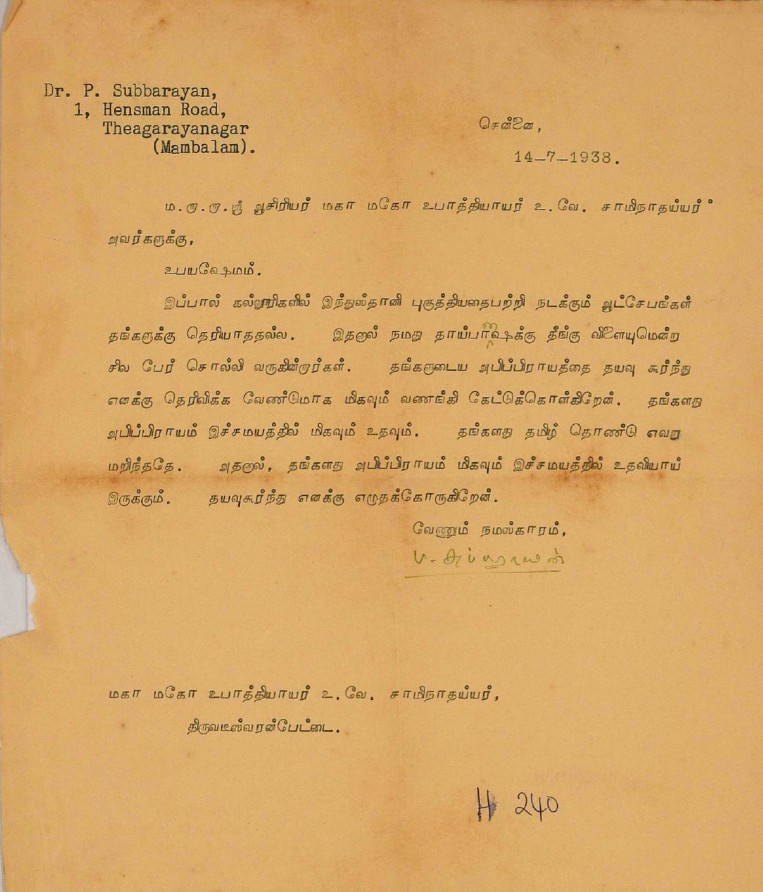 Dr. P. Subbarayan,
1, Hensman Road,
Theagarayanagar
(Mambalam).
சென்னை,
14-7-1938.
ம.ரு.ரு.ஸ்ரீ ஆசிரியர் மகா மகோ உபாத்தியாயர் உ.வே. சாமிநாதய்யர்
அவர்களுக்கு,
உபயக்ஷேமம்.
இப்பால் கல்லூரிகளில் இந்துஸ்தானி புகுத்தியதைபற்றி நடக்கும் ஆட்சேபங்கள்
தங்களுக்கு தெரியாததல்ல. இதனால் நமது தாய்பாஷைக்கு தீங்கு விளையுமென்று
சில பேர் சொல்லி வருகின்றார்கள். தங்களுடைய அபிப்பிராயத்தை தயவு கூர்ந்து
எனக்கு தெரிவிக்க வேண்டுமாக மிகவும் வணங்கி கேட்டுக்கொள்கிறேன். தங்களது
அபிப்பிராயம் இச்சமயத்தில் மிகவும் உதவும். தங்களது தமிழ் தொண்டு எவரு
மறிந்ததே. அதனால், தங்களது அபிப்பிராயம் மிகவும் இச்சமயத்தில் உதவியாய்
இருக்கும். தயவுகூர்ந்து எனக்கு எழுதக்கோருகிறேன்.
வேணும் நமஸ்காரம்,
ப. சுப்பராயன்
மகா மகோ உபாத்தியாயர் உ.வே. சாமிநாதய்யர்,
திருவடீஸ்வரன்பேட்டை.
H 240